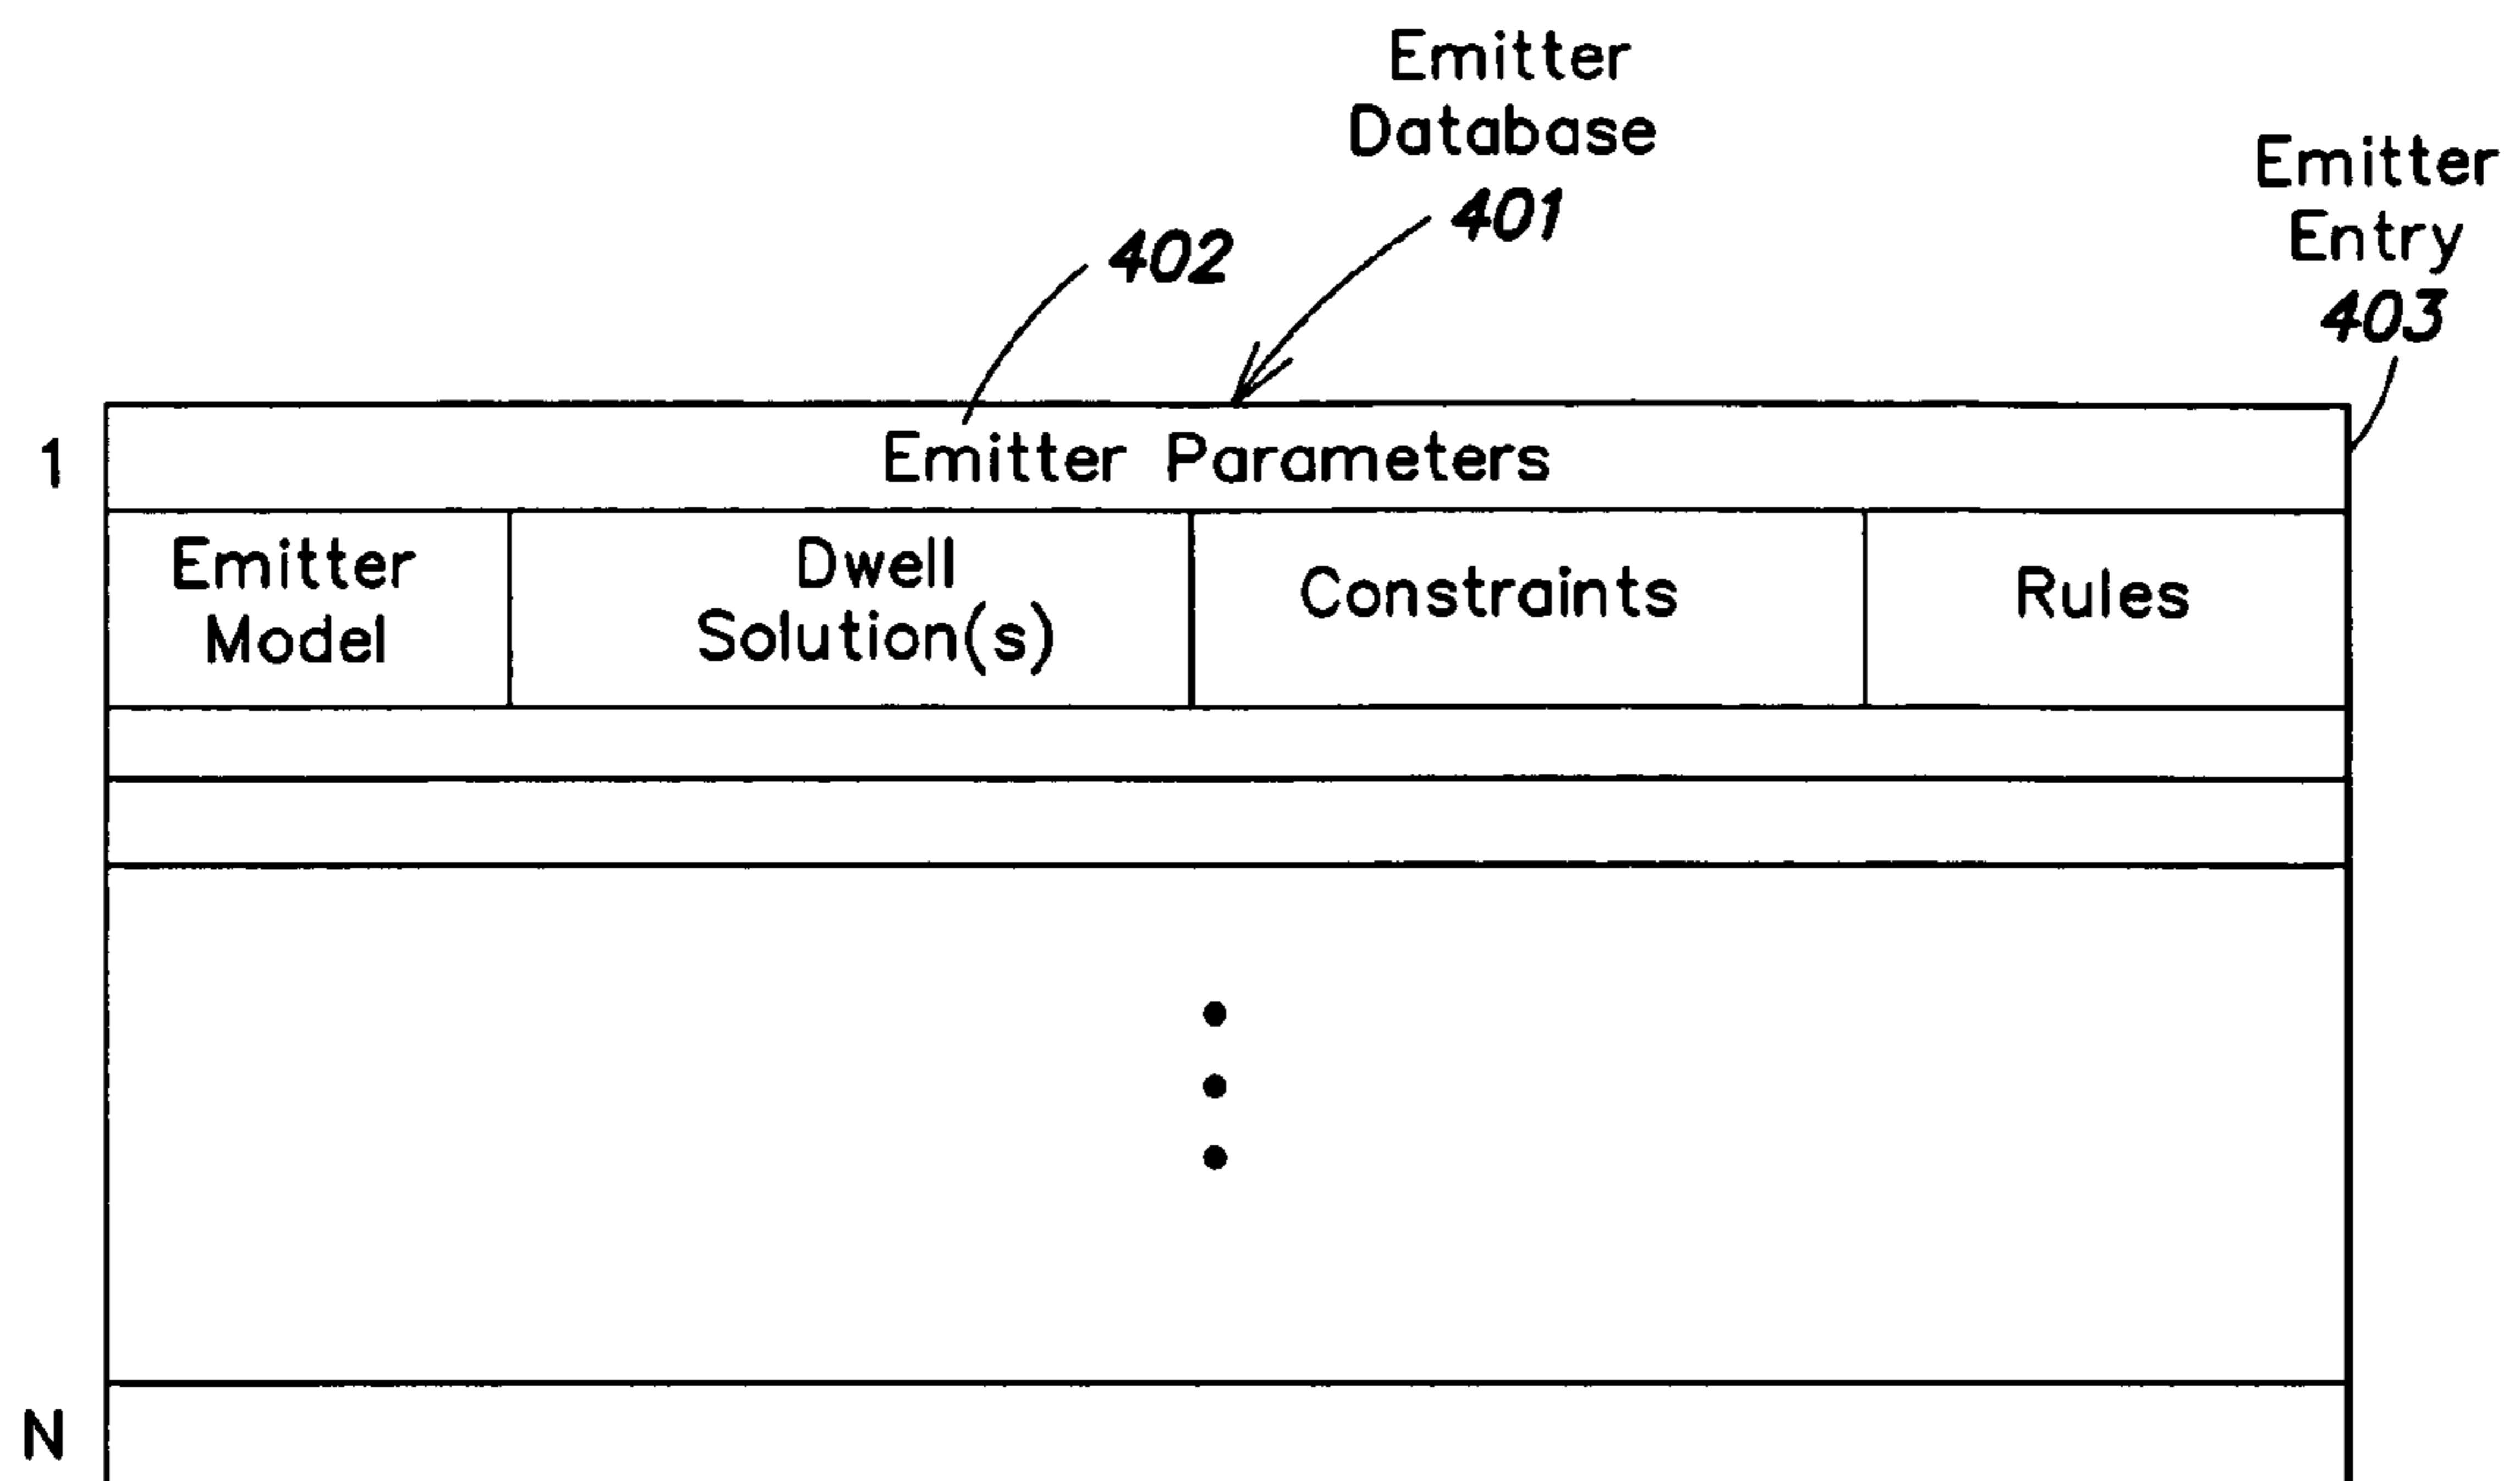 Emitter
Database
401
402
Emitter
Entry
403
1
Emitter Parameters
Emitter
Model
Dwell
Solution(s)
Constraints
Rules
N